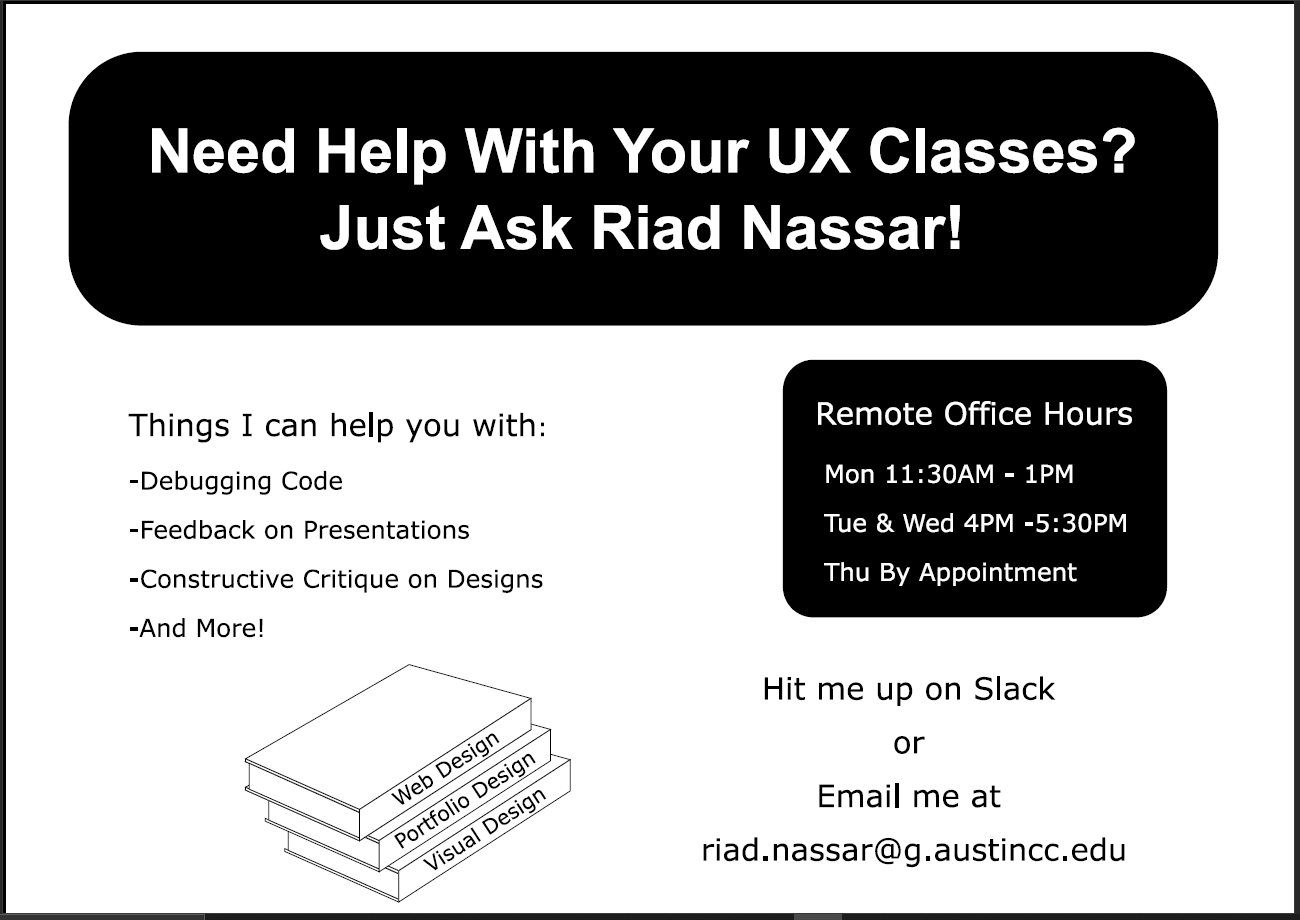 Need Help With Your UX Classes?
Just Ask Riad Nassar!
Things I can help you with:
-Debugging Code
-Feedback on Presentations
-Constructive Critique on Designs
-And More!
Web Design
Portfolio Design
Visual Design
Remote Office Hours
Mon 11:30AM - 1PM
Tue & Wed 4PM -5:30PM
Thu By Appointment
Hit me up on Slack
or
Email me at
riad.nassar@g.austincc.edu